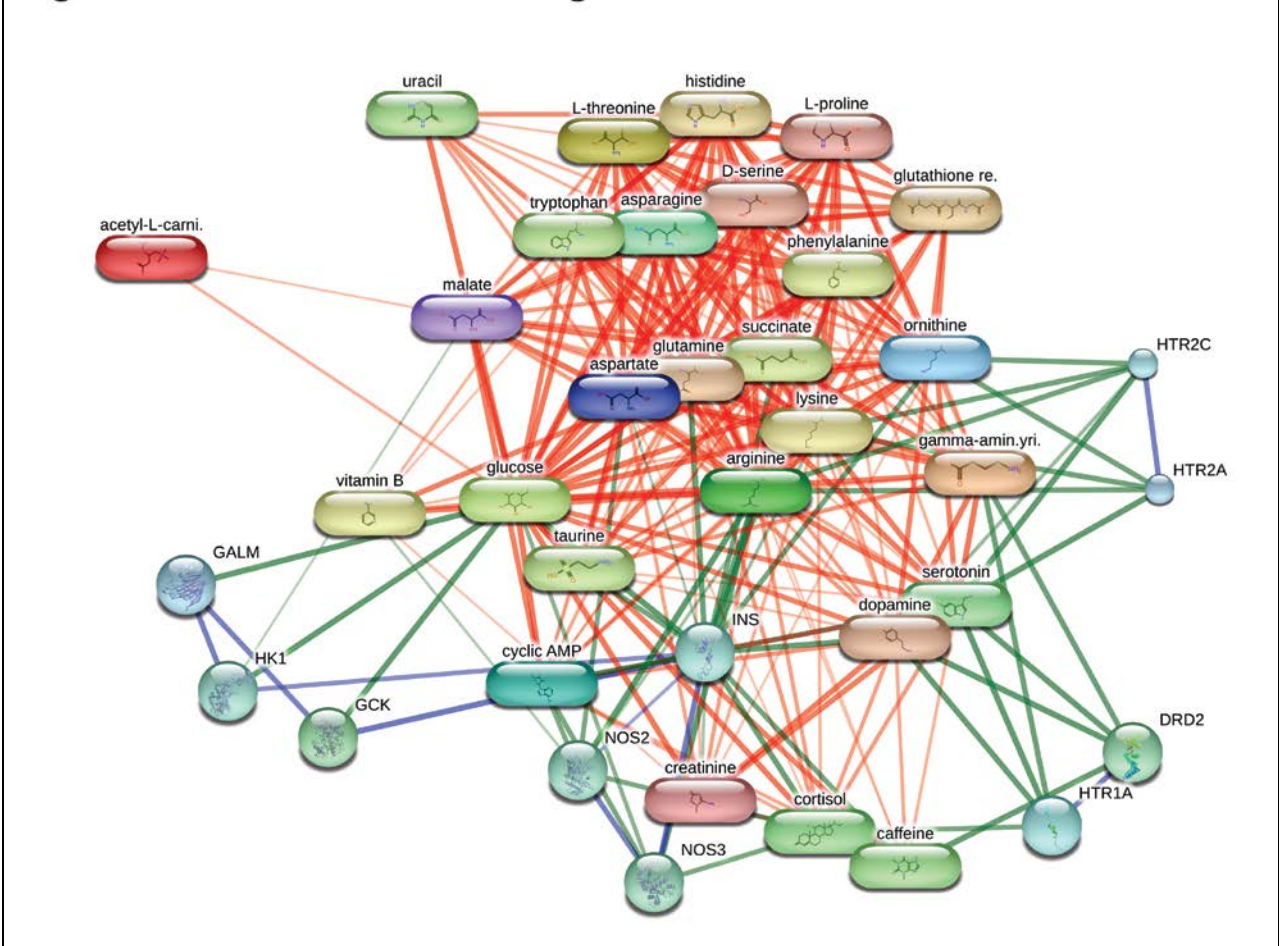 uracil
histidine
L-threonine
L-proline
D-serine
glutathione re.
tryptophan
asparagine
acetyl-L-carni.
phenylalanine
malate
succinate
ornithine
glutamine
HTR2C
aspartate
lysine
gamma-amin.yri.
arginine
HTR2A
glucose
vitamin B
taurine
GALM
serotonin
dopamine
INS
HK1
cyclic AMP
GCK
DRD2
NOS2
creatinine
HTR1A
cortisol
caffeine
NOS3